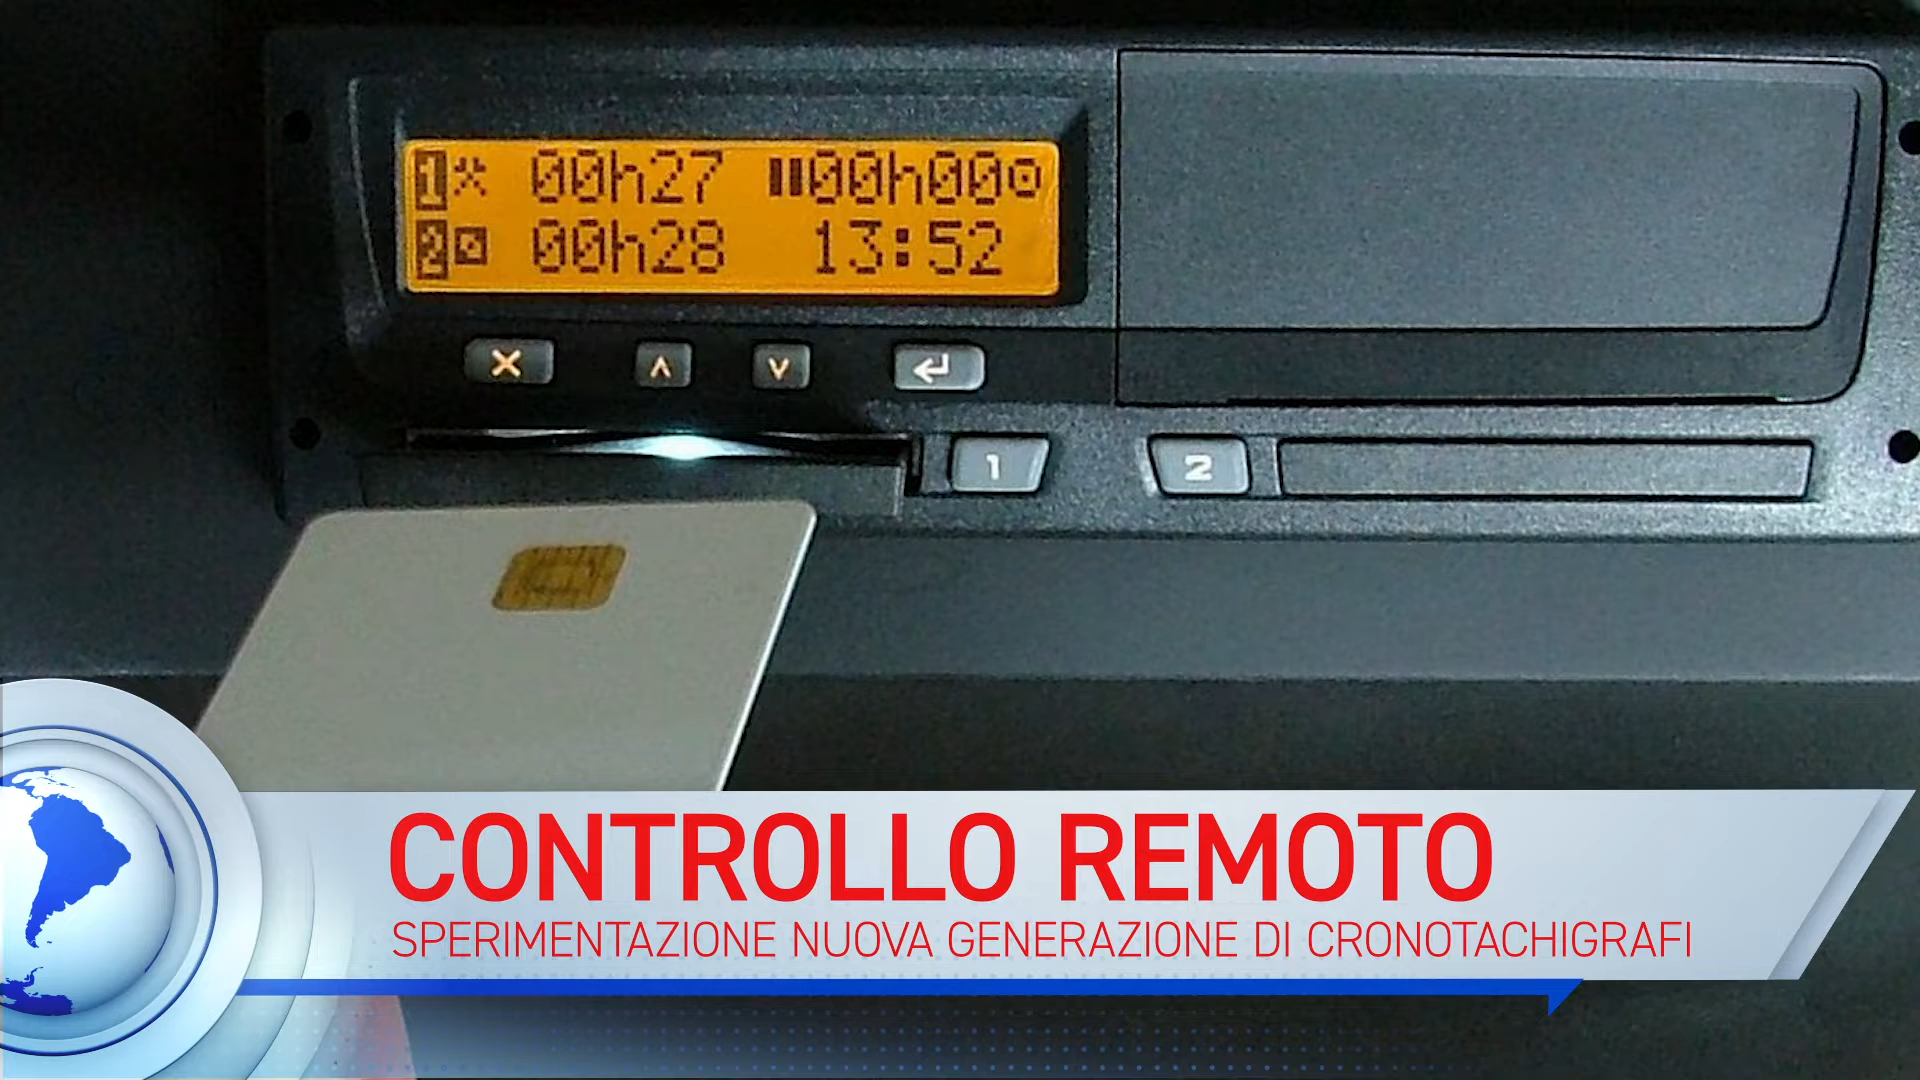 1 00h27 00h00
2 00h28 13:52
1 2
CONTROLLO REMOTO
SPERIMENTAZIONE NUOVA GENERAZIONE DI CRONOTACHIGRAFI